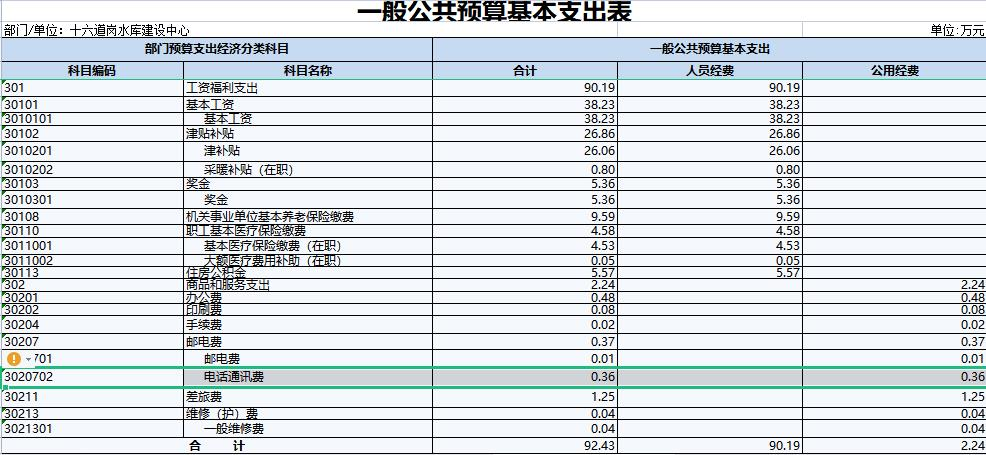 一般公共预算基本支出表
部门/单位：十六道岗水库建设中心 单位:万元
部门预算支出经济分类科目 一般公共预算基本支出
科目编码 科目名称 合计 人员经费 公用经费
301 工资福利支出 90.19 90.19
30101 基本工资 38.23 38.23
3010101 基本工资 38.23 38.23
30102 津贴补贴 26.86 26.86
3010201 津补贴 26.06 26.06
3010202 采暖补贴（在职） 0.80 0.80
30103 奖金 5.36 5.36
3010301 奖金 5.36 5.36
30108 机关事业单位基本养老保险缴费 9.59 9.59
30110 职工基本医疗保险缴费 4.58 4.58
3011001 基本医疗保险缴费（在职） 4.53 4.53
3011002 大额医疗费用补助（在职） 0.05 0.05
30113 住房公积金 5.57 5.57
302 商品和服务支出 2.24 2.24
30201 办公费 0.48 0.48
30202 印刷费 0.08 0.08
30204 手续费 0.02 0.02
30207 邮电费 0.37 0.37
701 邮电费 0.01 0.01
3020702 电话通讯费 0.36 0.36
30211 差旅费 1.25 1.25
30213 维修（护）费 0.04 0.04
3021301 一般维修费 0.04 0.04
合 计 92.43 90.19 2.24